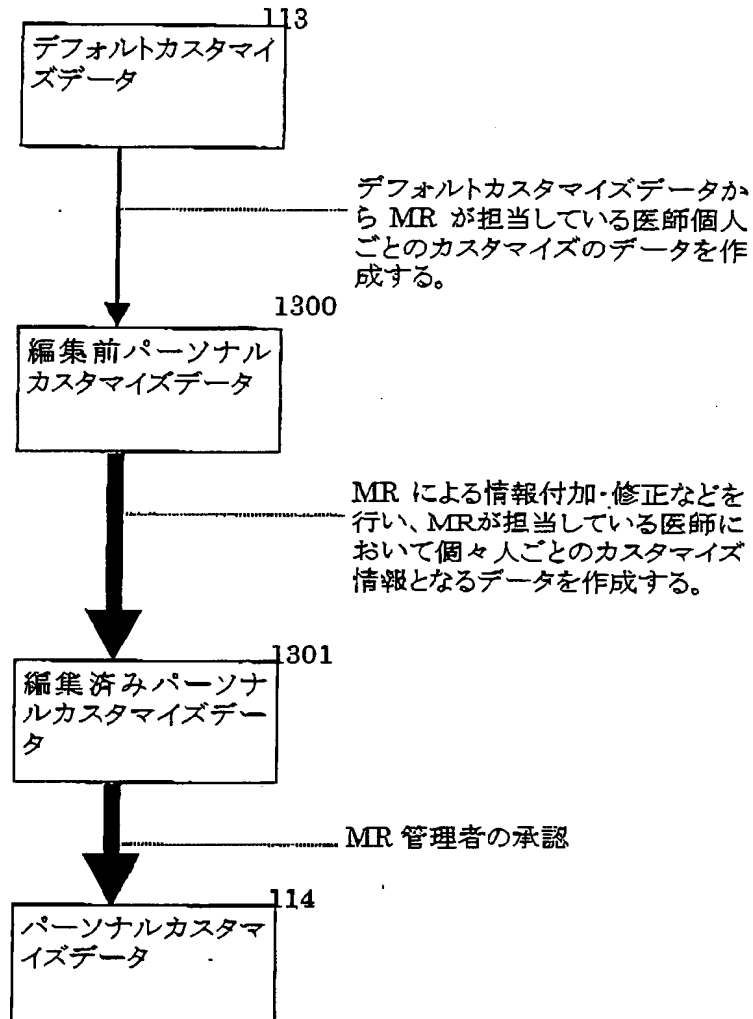 113
デフォルトカスタマイ
ズデータ
デフォルトカスタマイズデータか
ら MR が担当している医師個人
ごとのカスタマイズのデータを作
成する。
1300
編集前パーソナル
カスタマイズデータ
MR による情報付加・修正などを
行い、MRが担当している医師に
おいて個々人ごとのカスタマイズ
情報となるデータを作成する。
1301
編集済みパーソナ
ルカスタマイズデー
タ
MR 管理者の承認
114
パーソナルカスタマ
イズデータ